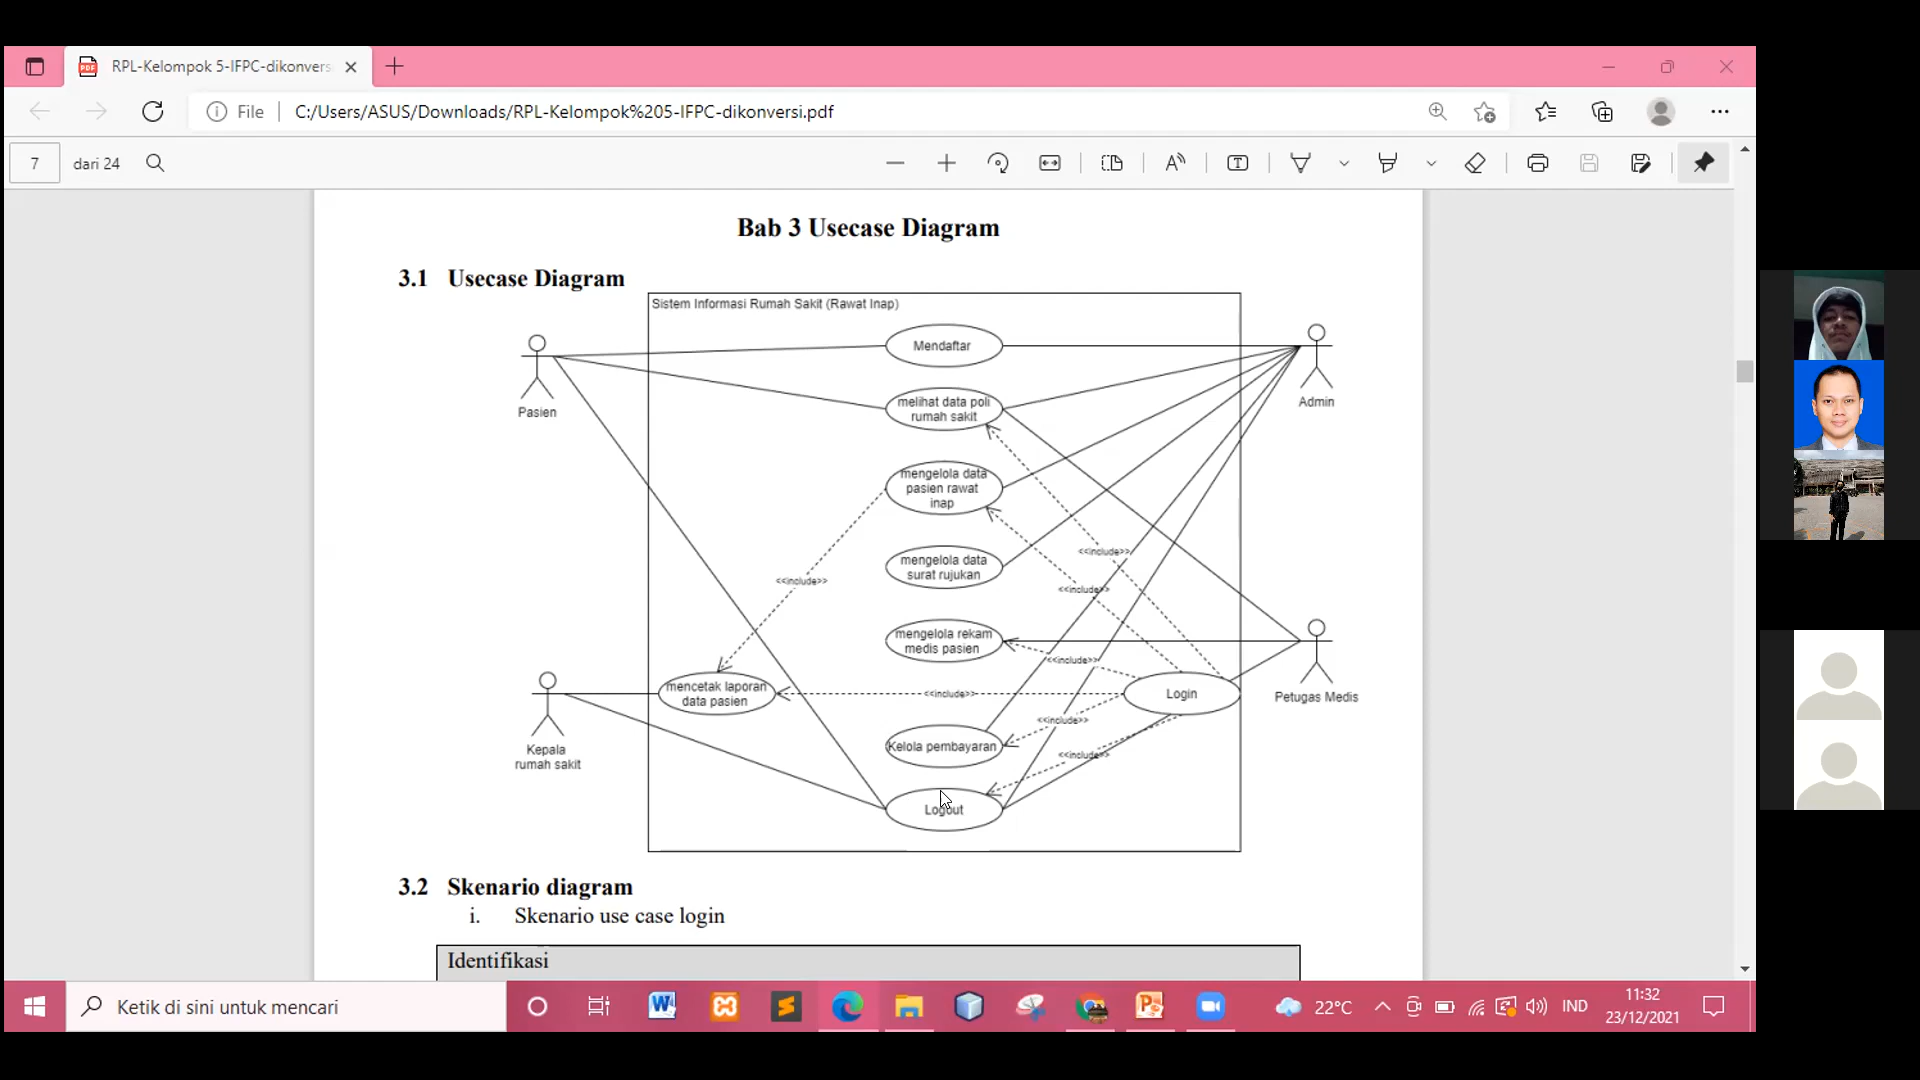 RPL-Kelompok 5-IFPC-dikonvers
File
C:/Users/ASUS/Downloads/RPL-Kelompok%205-IFPC-dikonversi.pdf
7 dari 24
Bab 3 Usecase Diagram
3.1 Usecase Diagram
Sistem Informasi Rumah Sakit (Rawat Inap)
Mendaftar
Pasien
Admin
melihat data poli
rumah sakit
mengelola data
pasien rawat
inap
<<include>>
mengelola data
surat rujukan
<<include>>
<<include>>
mengelola rekam
medis pasien
<<include>>
mencetak laporan
data pasien
<<include>>
Login
Petugas Medis
<<include>>
Kepala
rumah sakit
Kelola pembayaran
<<include>>
Logout
3.2 Skenario diagram
i. Skenario use case login
Identifikasi
Ketik di sini untuk mencari
22°C
IND
11:32
23/12/2021